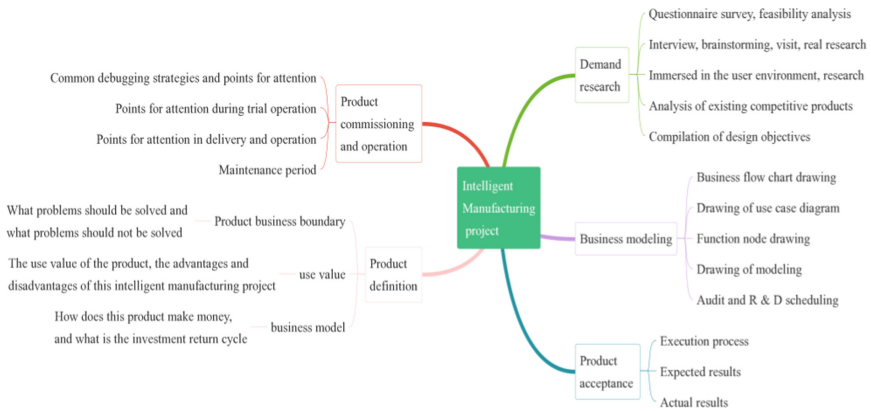 Intelligent
Manufacturing
project
Demand
research
Questionnaire survey, feasibility analysis
Interview, brainstorming, visit, real research
Immersed in the user environment, research
Analysis of existing competitive products
Compilation of design objectives
Business modeling
Business flow chart drawing
Drawing of use case diagram
Function node drawing
Drawing of modeling
Audit and R & D scheduling
Product
acceptance
Execution process
Expected results
Actual results
Product
commissioning
and operation
Common debugging strategies and points for attention
Points for attention during trial operation
Points for attention in delivery and operation
Maintenance period
Product
definition
Product business boundary
What problems should be solved and
what problems should not be solved
use value
The use value of the product, the advantages and
disadvantages of this intelligent manufacturing project
business model
How does this product make money,
and what is the investment return cycle